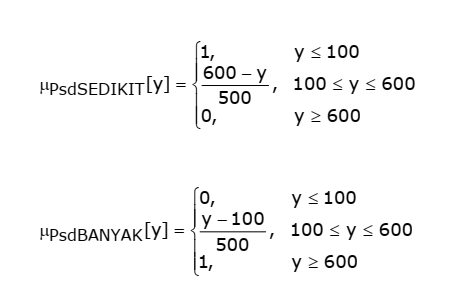 1, y ≤ 100
μPsdSEDIKIT[y] = { 600 − y / 500 , 100 ≤ y ≤ 600
0, y ≥ 600
0, y ≤ 100
μPsdBANYAK[y] = { y − 100 / 500 , 100 ≤ y ≤ 600
1, y ≥ 600